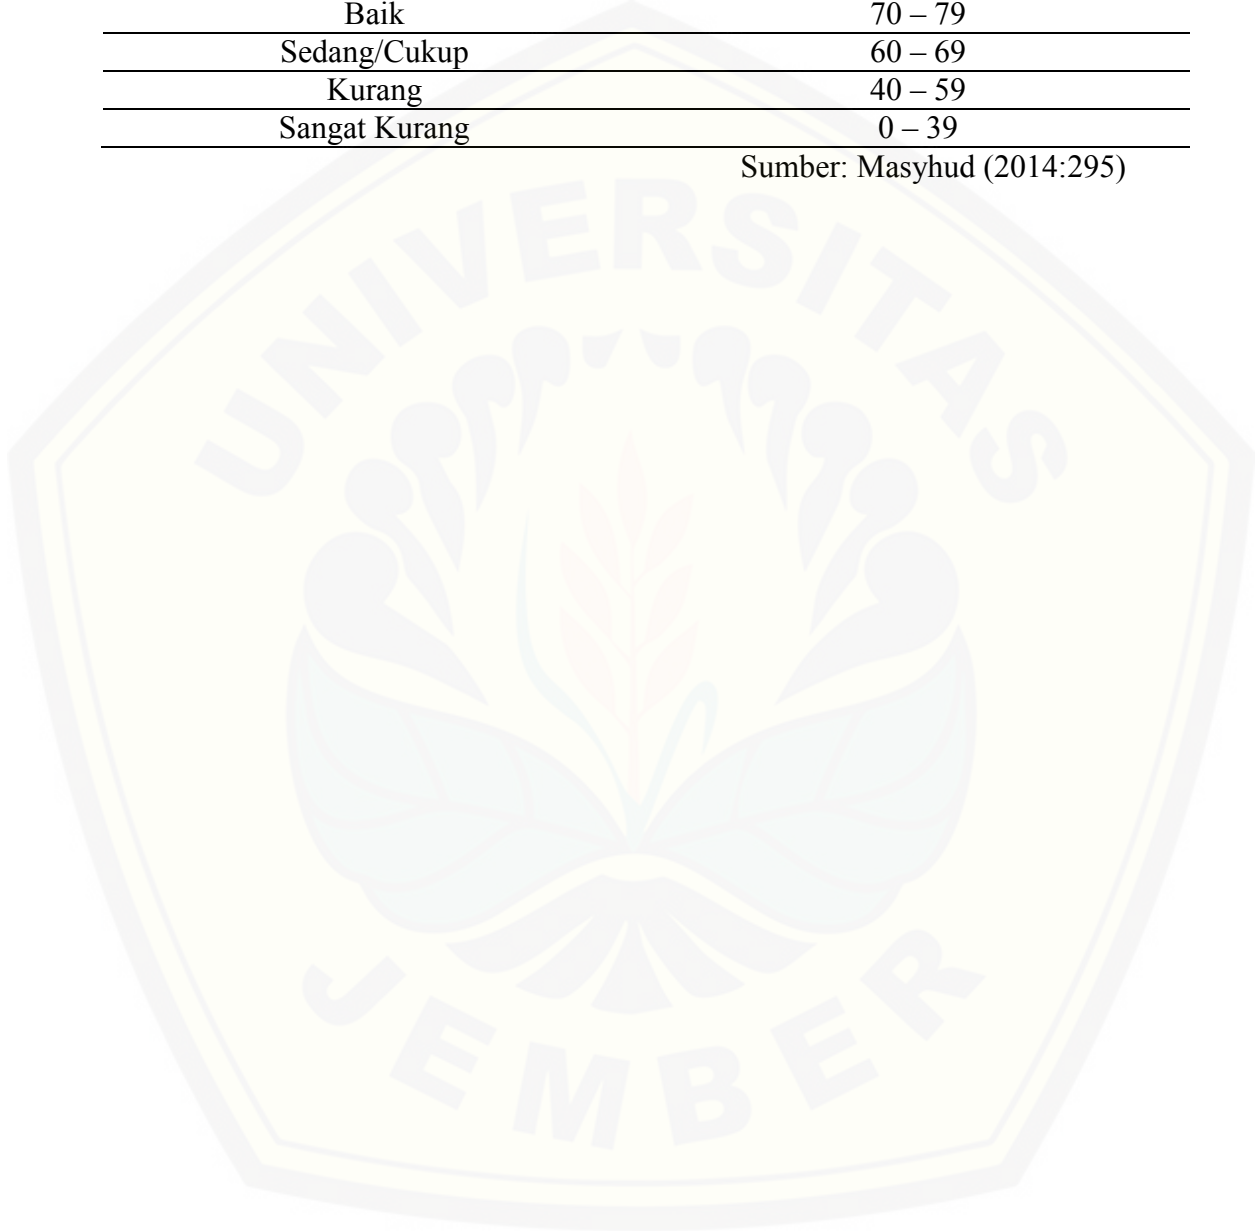 Baik 70 – 79
Sedang/Cukup 60 – 69
Kurang 40 – 59
Sangat Kurang 0 – 39
Sumber: Masyhud (2014:295)
UNIVERSITAS
JEMBER